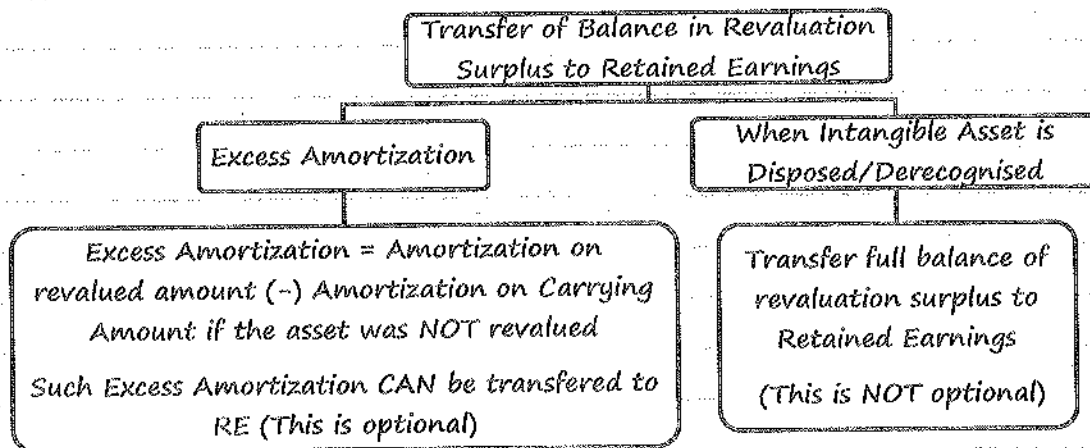 Transfer of Balance in Revaluation
Surplus to Retained Earnings
Excess Amortization
When Intangible Asset is
Disposed/Derecognised
Excess Amortization = Amortization on
revalued amount (-) Amortization on Carrying
Amount if the asset was NOT revalued
Such Excess Amortization CAN be transfered to
RE (This is optional)
Transfer full balance of
revaluation surplus to
Retained Earnings
(This is NOT optional)